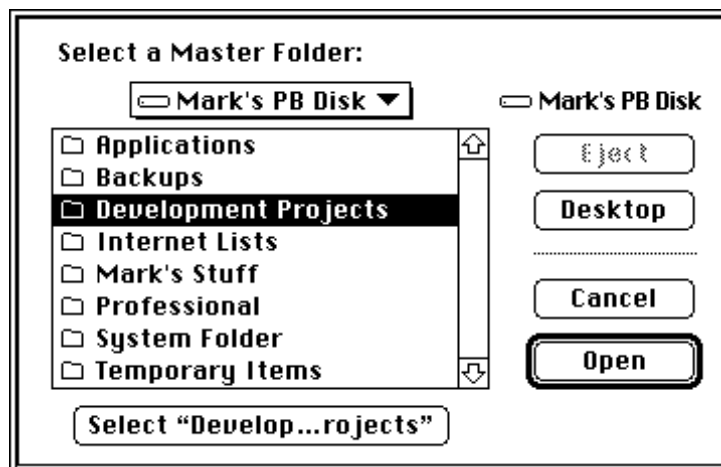 Select a Master Folder:
Mark's PB Disk
Mark's PB Disk
Applications
Backups
Development Projects
Internet Lists
Mark's Stuff
Professional
System Folder
Temporary Items
Eject
Desktop
Cancel
Open
Select “Develop...rojects”